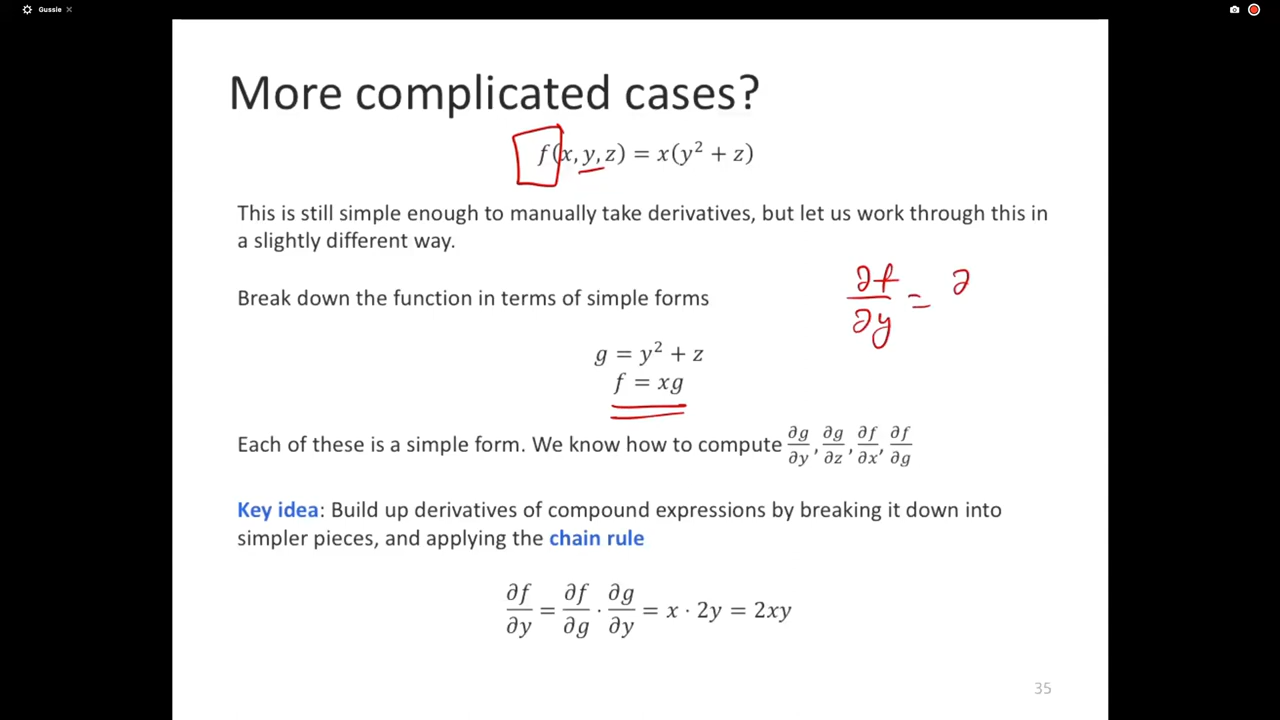 Gussie
More complicated cases?
f(x, y, z) = x(y² + z)
This is still simple enough to manually take derivatives, but let us work through this in
a slightly different way.
∂f/∂y = ∂
Break down the function in terms of simple forms
g = y² + z
f = xg
Each of these is a simple form. We know how to compute ∂g/∂y, ∂g/∂z, ∂f/∂x, ∂f/∂g
Key idea: Build up derivatives of compound expressions by breaking it down into
simpler pieces, and applying the chain rule
∂f/∂y = ∂f/∂g · ∂g/∂y = x · 2y = 2xy
35